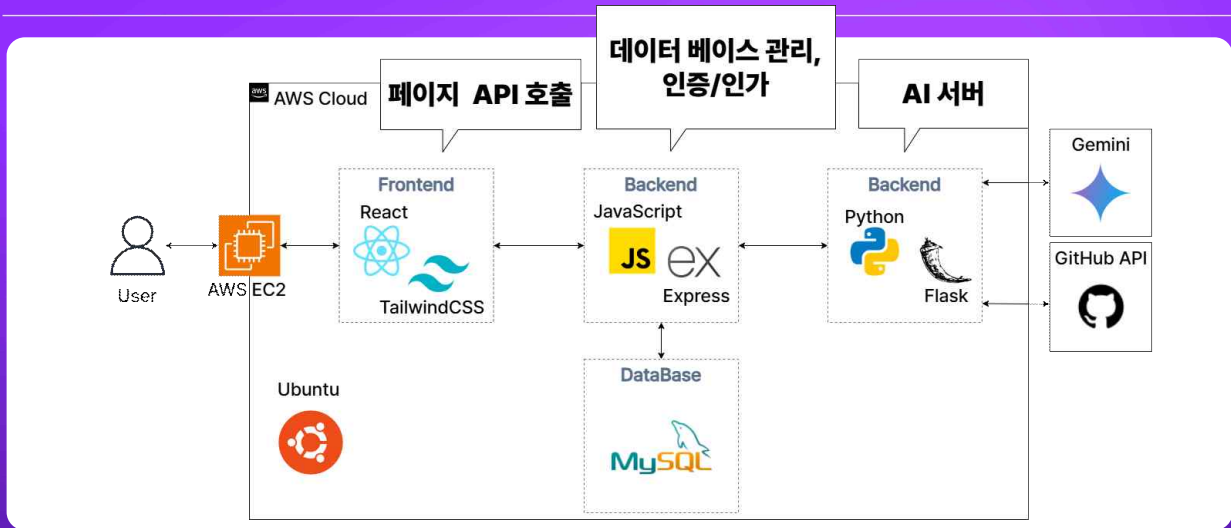 데이터 베이스 관리,
인증/인가
페이지 API 호출
AI 서버
aws
AWS Cloud
Gemini
Frontend
Backend
Backend
React
JavaScript
Python
JS
ex
GitHub API
User
AWS EC2
TailwindCSS
Express
Flask
DataBase
Ubuntu
MySQL